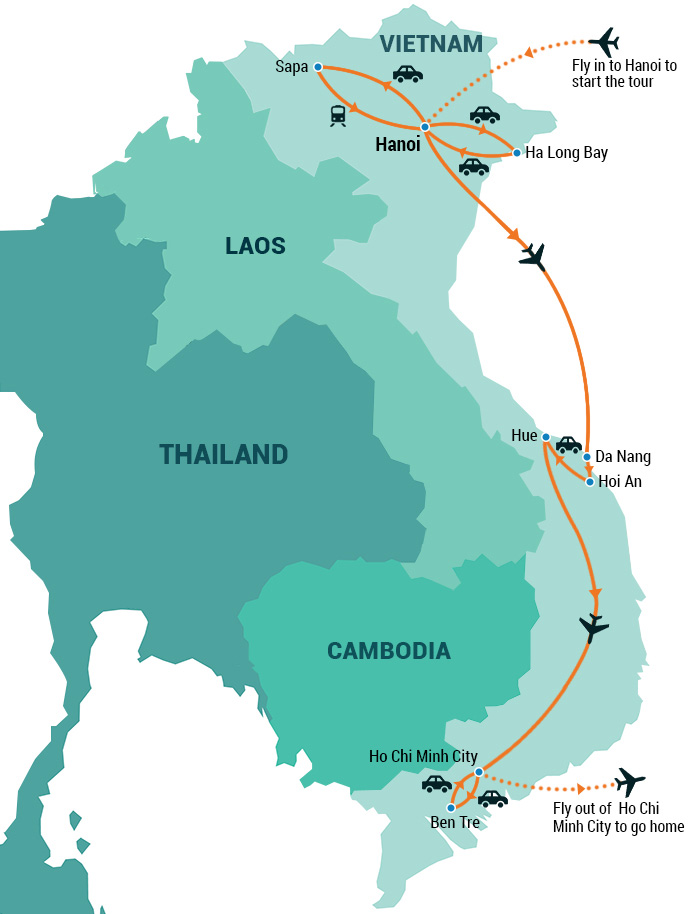 VIETNAM
Sapa
Fly in to Hanoi to
start the tour
Hanoi
Ha Long Bay
LAOS
Hue
THAILAND
Da Nang
Hoi An
CAMBODIA
Ho Chi Minh City
Fly out of Ho Chi
Minh City to go home
Ben Tre